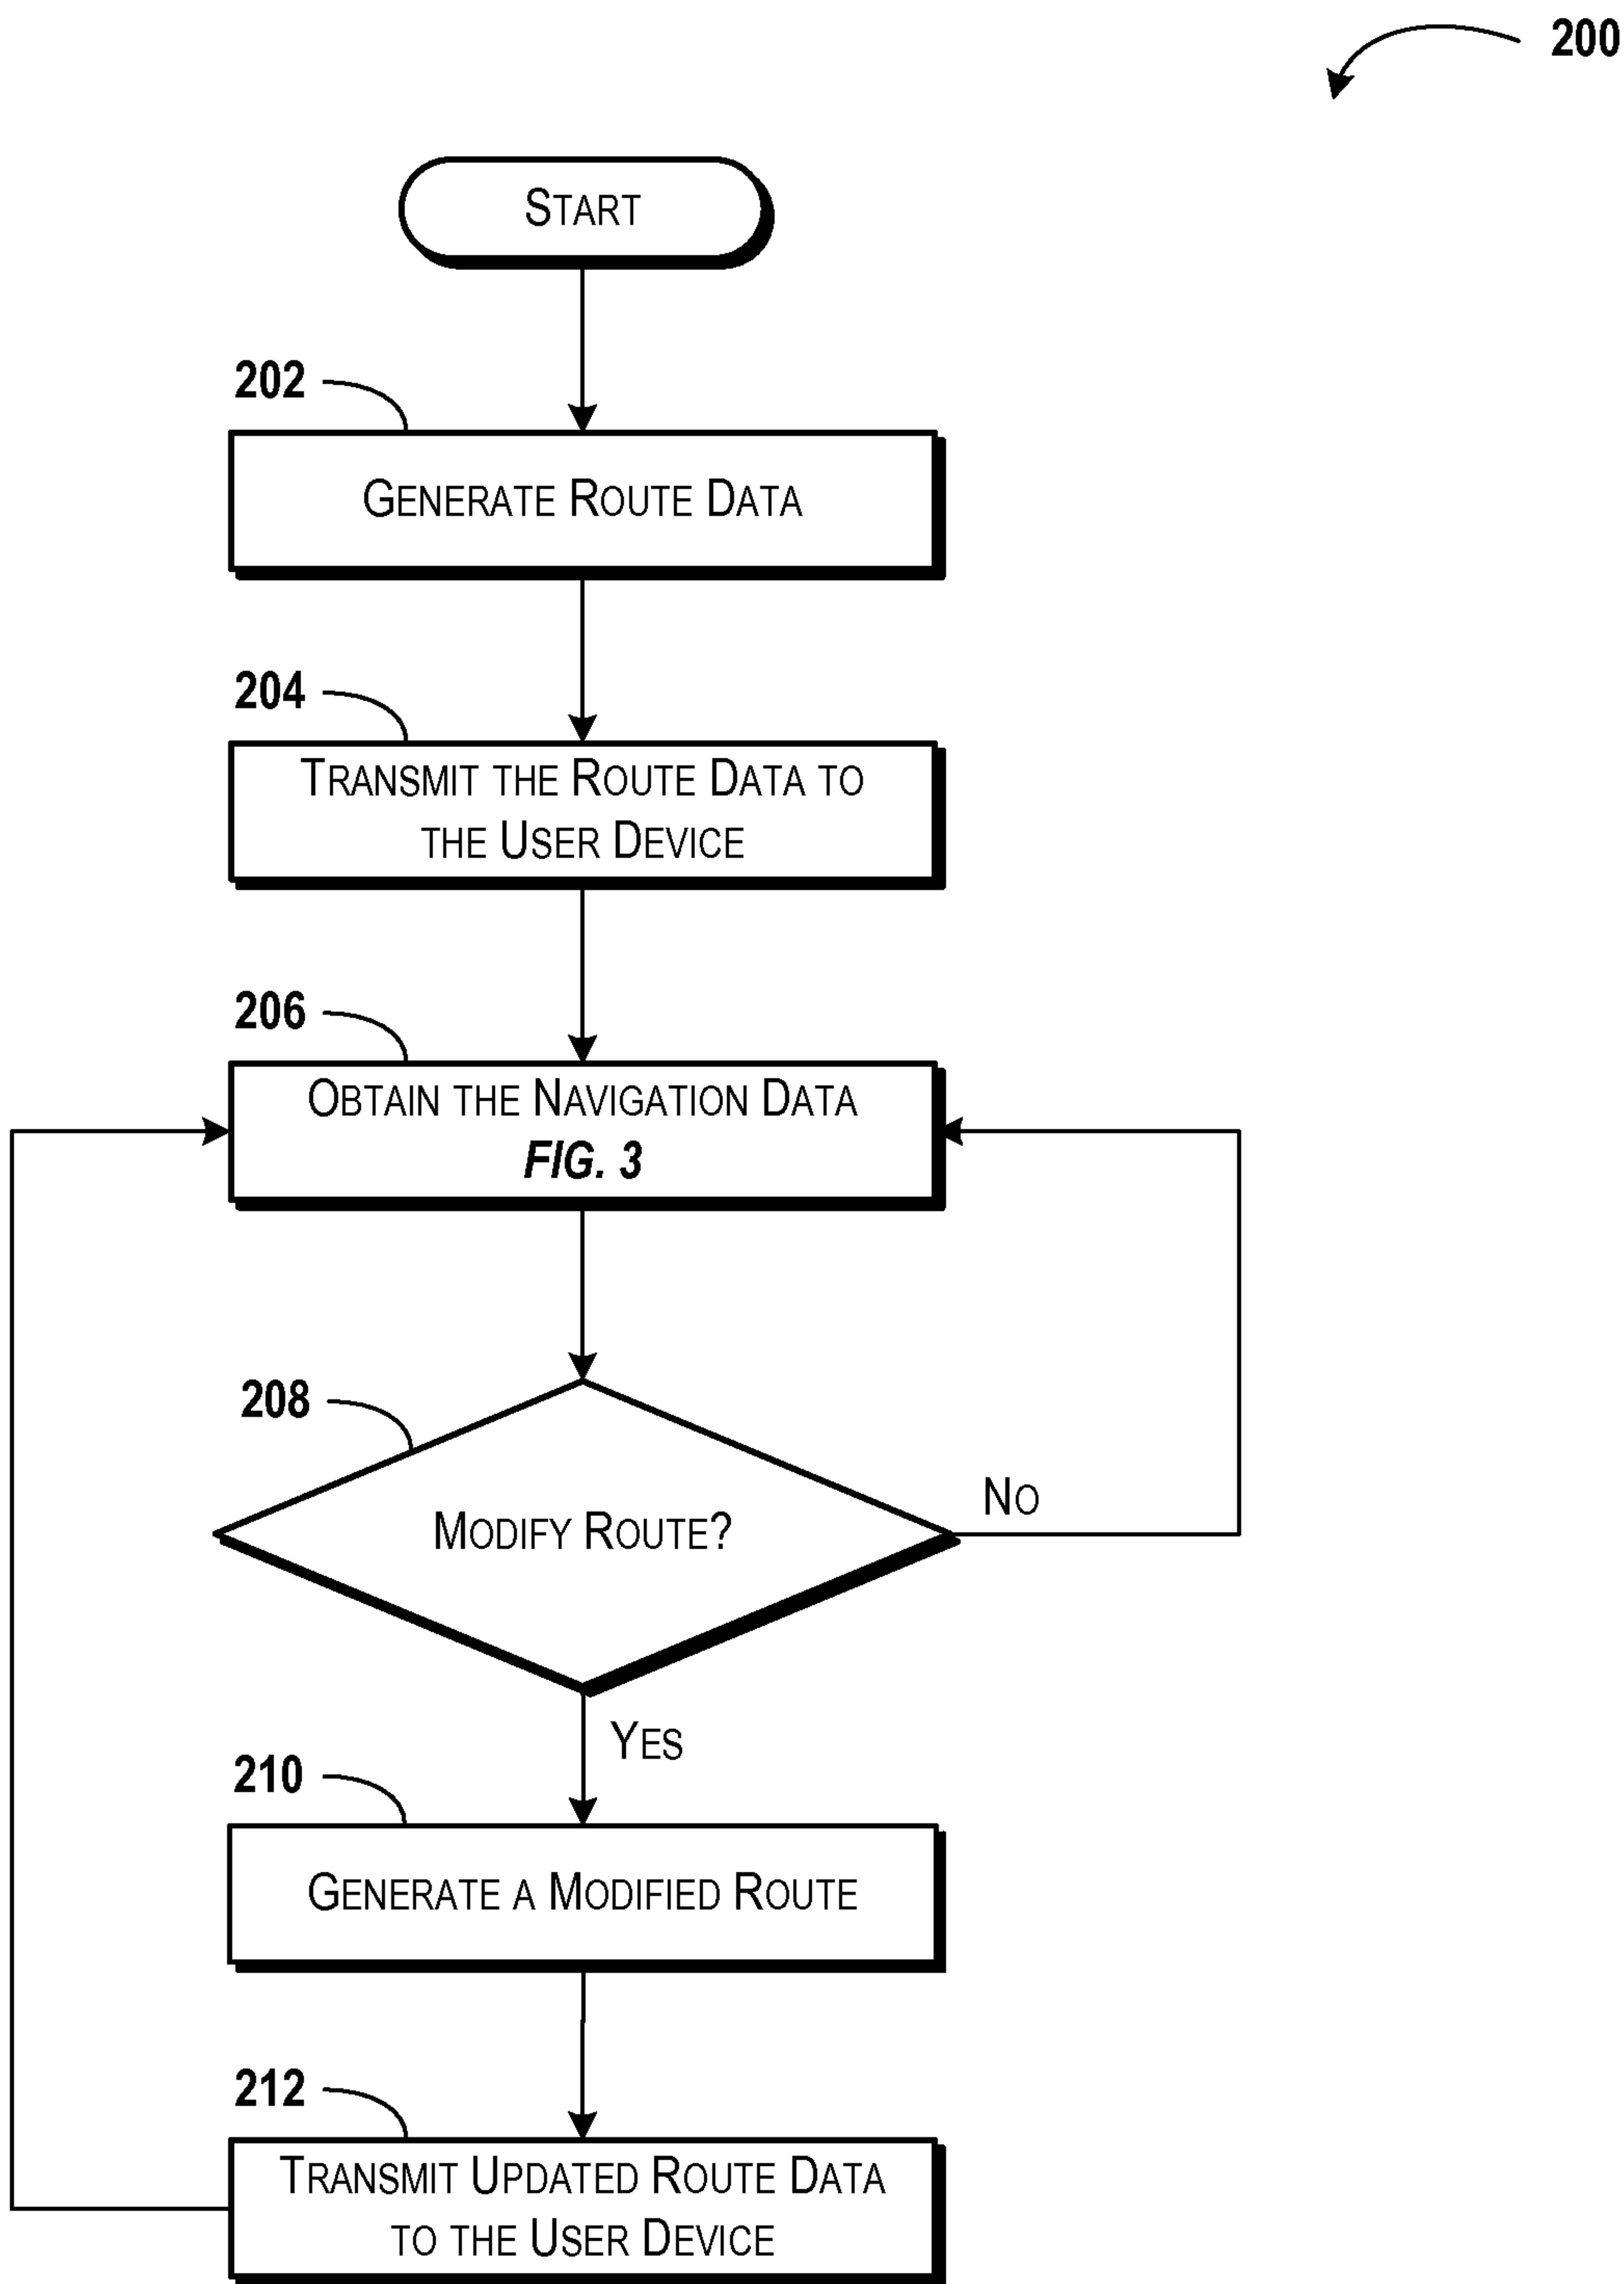 200
START
202
GENERATE ROUTE DATA
204
TRANSMIT THE ROUTE DATA TO
THE USER DEVICE
206
OBTAIN THE NAVIGATION DATA
FIG. 3
208
MODIFY ROUTE?
NO
YES
210
GENERATE A MODIFIED ROUTE
212
TRANSMIT UPDATED ROUTE DATA
TO THE USER DEVICE